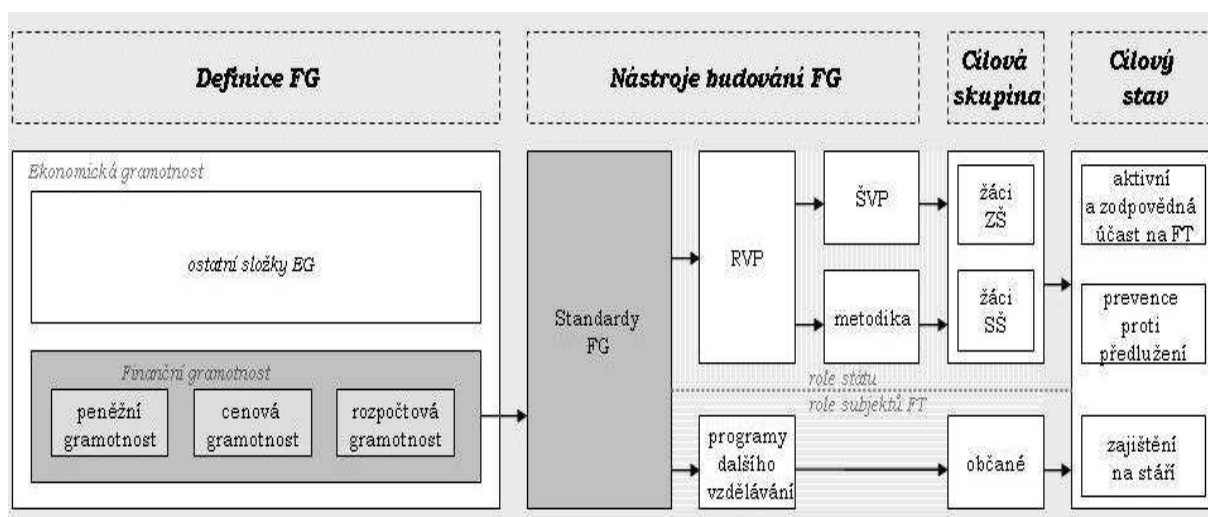 Definice FG
Nástroje budování FG
Cílová
skupina
Cílový
stav
Ekonomická gramotnost
ostatní složky EG
Finanční gramotnost
peněžní
gramotnost
cenová
gramotnost
rozpočtová
gramotnost
Standardy
FG
RVP
ŠVP
metodika
role státu
role subjektů FT
programy
dalšího
vzdělávání
žáci
ZŠ
žáci
SŠ
občané
aktivní
a zodpovědná
účast na FT
prevence
proti
předlužení
zajištění
na stáří